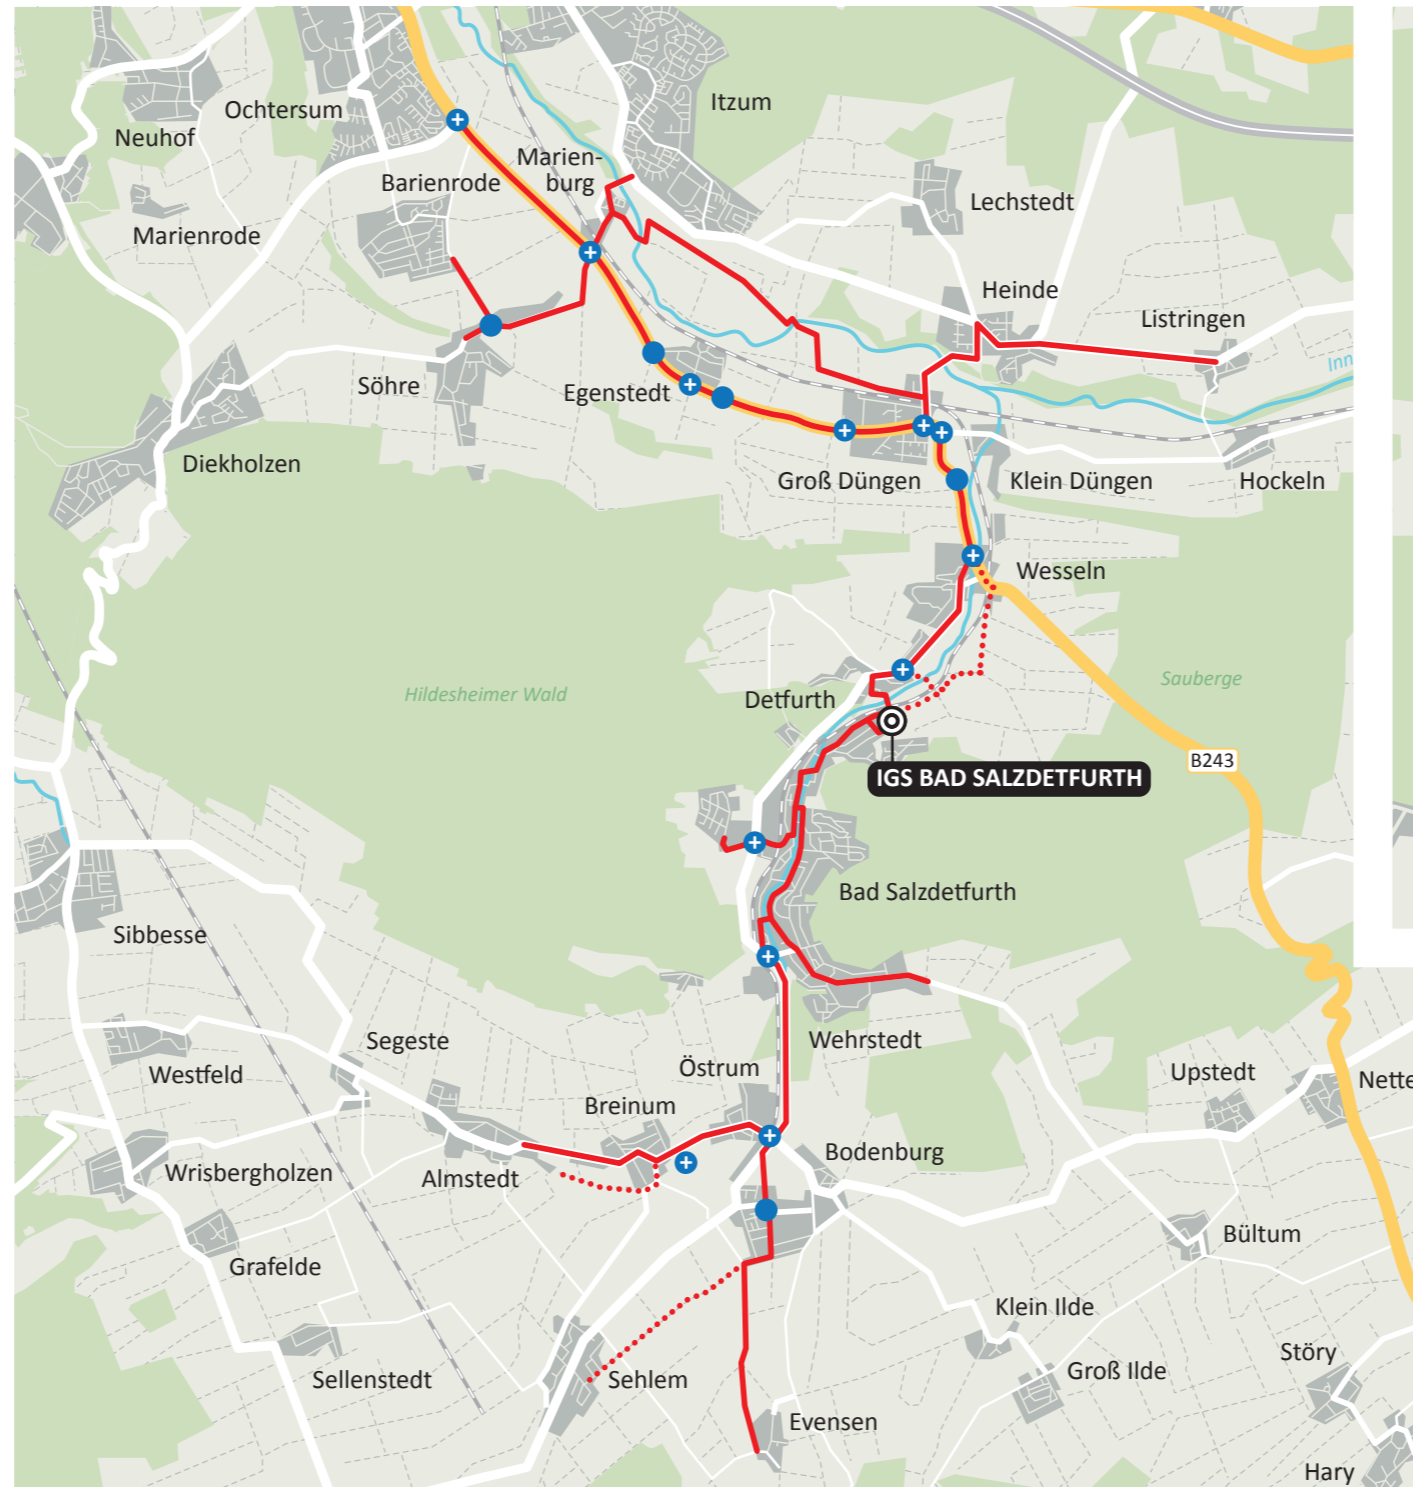 Itzum
Ochtersum
Neuhof
Marien-
burg
Barienrode
Lechstedt
Marienrode
Heinde
Listringen
Inn
Söhre
Egenstedt
Diekholzen
Groß Düngen
Klein Düngen
Hockeln
Wesseln
Sauberge
Hildesheimer Wald
Detfurth
B243
IGS BAD SALZDETFURTH
Bad Salzdetfurth
Sibbesse
Segeste
Wehrstedt
Westfeld
Östrum
Upstedt
Nette
Breinum
Bodenburg
Wrisbergholzen
Almstedt
Bültum
Grafelde
Klein Ilde
Störy
Groß Ilde
Sellenstedt
Sehlem
Evensen
Hary